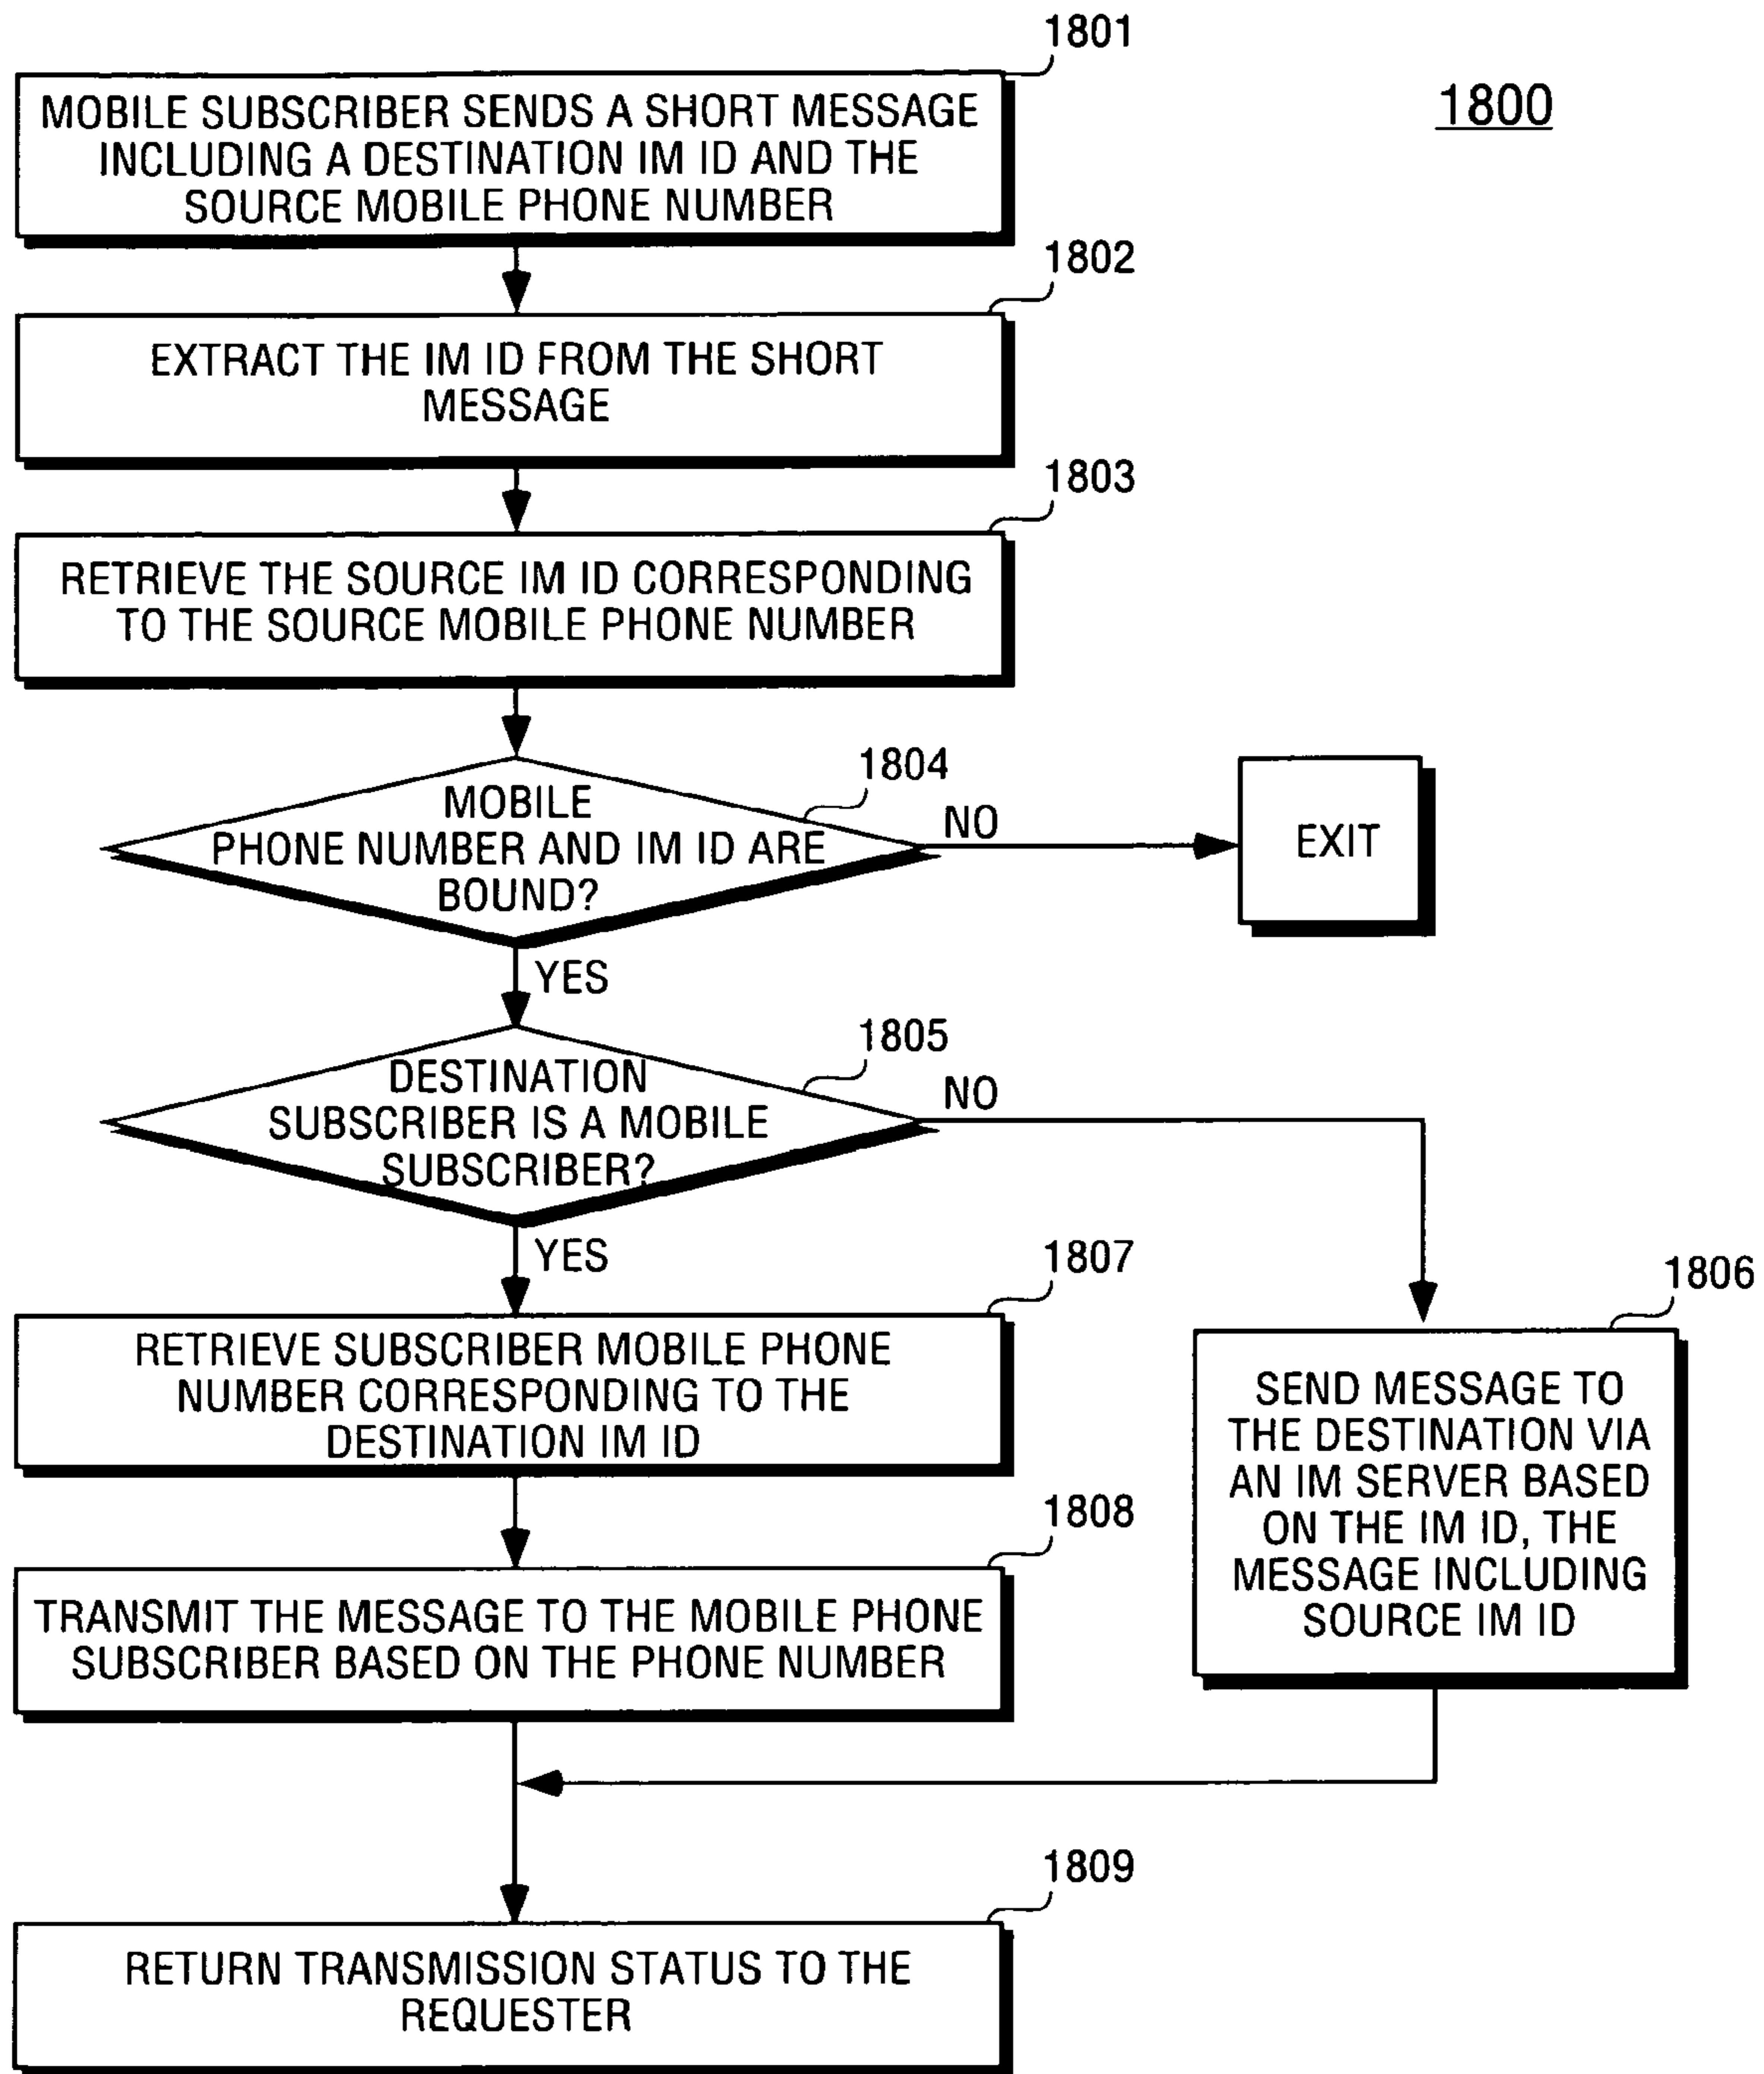 1801
1800
MOBILE SUBSCRIBER SENDS A SHORT MESSAGE
INCLUDING A DESTINATION IM ID AND THE
SOURCE MOBILE PHONE NUMBER
1802
EXTRACT THE IM ID FROM THE SHORT
MESSAGE
1803
RETRIEVE THE SOURCE IM ID CORRESPONDING
TO THE SOURCE MOBILE PHONE NUMBER
1804
MOBILE
PHONE NUMBER AND IM ID ARE
BOUND?
NO
EXIT
YES
1805
DESTINATION
SUBSCRIBER IS A MOBILE
SUBSCRIBER?
NO
YES
1807
RETRIEVE SUBSCRIBER MOBILE PHONE
NUMBER CORRESPONDING TO THE
DESTINATION IM ID
1806
SEND MESSAGE TO
THE DESTINATION VIA
AN IM SERVER BASED
ON THE IM ID, THE
MESSAGE INCLUDING
SOURCE IM ID
1808
TRANSMIT THE MESSAGE TO THE MOBILE PHONE
SUBSCRIBER BASED ON THE PHONE NUMBER
1809
RETURN TRANSMISSION STATUS TO THE
REQUESTER